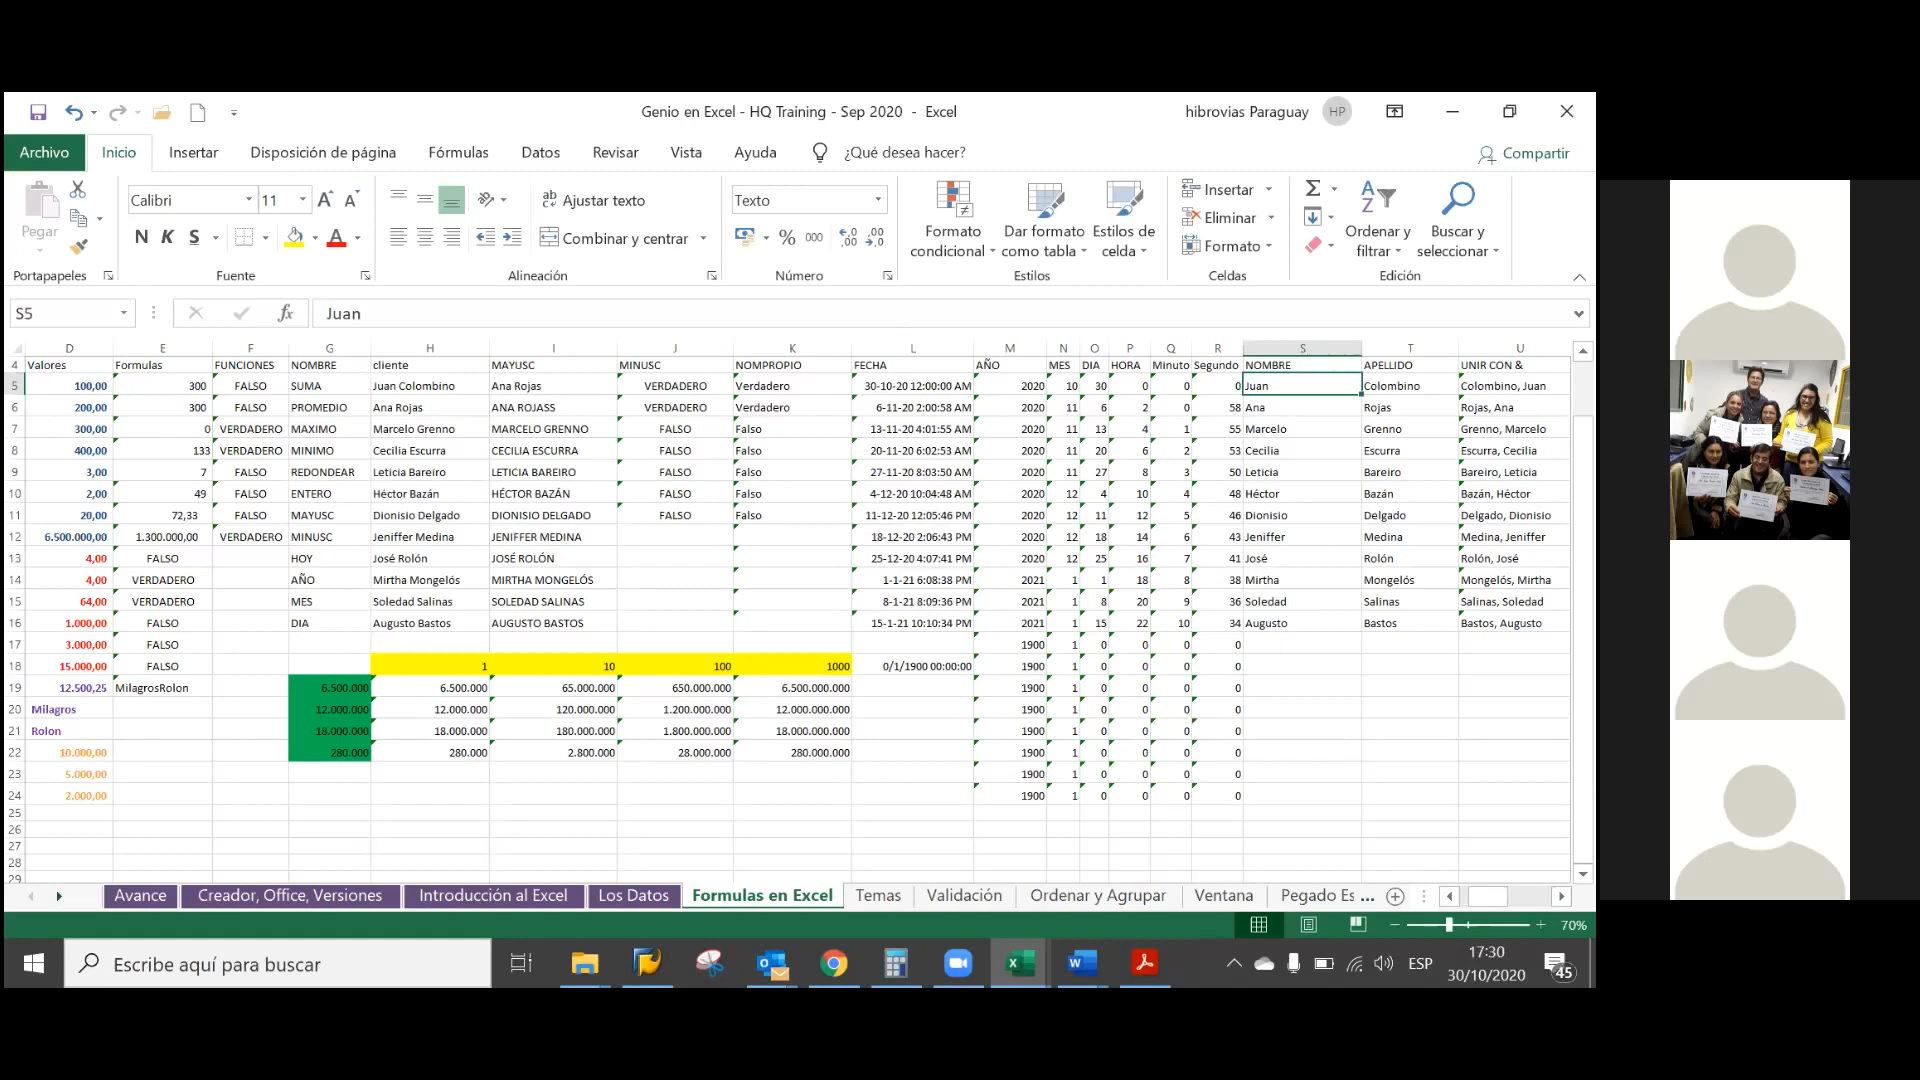 Genio en Excel - HQ Training - Sep 2020 - Excel
hibrovias Paraguay HP
Archivo Inicio Insertar Disposición de página Fórmulas Datos Revisar Vista Ayuda ¿Qué desea hacer? Compartir
Pegar
Calibri 11
N K S
Ajustar texto
Combinar y centrar
Texto
% 000
Formato condicional
Dar formato como tabla
Estilos de celda
Insertar
Eliminar
Formato
Ordenar y filtrar
Buscar y seleccionar
Portapapeles Fuente Alineación Número Estilos Celdas Edición
S5 fx Juan
D E F G H I J K L M N O P Q R S T U
4 Valores Formulas FUNCIONES NOMBRE cliente MAYUSC MINUSC NOMPROPIO FECHA AÑO MES DIA HORA Minuto Segundo NOMBRE APELLIDO UNIR CON &
5 100,00 300 FALSO SUMA Juan Colombino Ana Rojas VERDADERO Verdadero 30-10-20 12:00:00 AM 2020 10 30 0 0 0 Juan Colombino Colombino, Juan
6 200,00 300 FALSO PROMEDIO Ana Rojas ANA ROJASS VERDADERO Verdadero 6-11-20 2:00:58 AM 2020 11 6 2 0 58 Ana Rojas Rojas, Ana
7 300,00 0 VERDADERO MAXIMO Marcelo Grenno MARCELO GRENNO FALSO Falso 13-11-20 4:01:55 AM 2020 11 13 4 1 55 Marcelo Grenno Grenno, Marcelo
8 400,00 133 VERDADERO MINIMO Cecilia Escurra CECILIA ESCURRA FALSO Falso 20-11-20 6:02:53 AM 2020 11 20 6 2 53 Cecilia Escurra Escurra, Cecilia
9 3,00 7 FALSO REDONDEAR Leticia Bareiro LETICIA BAREIRO FALSO Falso 27-11-20 8:03:50 AM 2020 11 27 8 3 50 Leticia Bareiro Bareiro, Leticia
10 2,00 49 FALSO ENTERO Héctor Bazán HÉCTOR BAZÁN FALSO Falso 4-12-20 10:04:48 AM 2020 12 4 10 4 48 Héctor Bazán Bazán, Héctor
11 20,00 72,33 FALSO MAYUSC Dionisio Delgado DIONISIO DELGADO FALSO Falso 11-12-20 12:05:46 PM 2020 12 11 12 5 46 Dionisio Delgado Delgado, Dionisio
12 6.500.000,00 1.300.000,00 VERDADERO MINUSC Jeniffer Medina JENIFFER MEDINA 18-12-20 2:06:43 PM 2020 12 18 14 6 43 Jeniffer Medina Medina, Jeniffer
13 4,00 FALSO HOY José Rolón JOSÉ ROLÓN 25-12-20 4:07:41 PM 2020 12 25 16 7 41 José Rolón Rolón, José
14 4,00 VERDADERO AÑO Mirtha Mongelós MIRTHA MONGELÓS 1-1-21 6:08:38 PM 2021 1 1 18 8 38 Mirtha Mongelós Mongelós, Mirtha
15 64,00 VERDADERO MES Soledad Salinas SOLEDAD SALINAS 8-1-21 8:09:36 PM 2021 1 8 20 9 36 Soledad Salinas Salinas, Soledad
16 1.000,00 FALSO DIA Augusto Bastos AUGUSTO BASTOS 15-1-21 10:10:34 PM 2021 1 15 22 10 34 Augusto Bastos Bastos, Augusto
17 3.000,00 FALSO 1900 1 0 0 0 0
18 15.000,00 FALSO 1 10 100 1000 0/1/1900 00:00:00 1900 1 0 0 0 0
19 12.500,25 MilagrosRolon 6.500.000 6.500.000 65.000.000 650.000.000 6.500.000.000 1900 1 0 0 0 0
20 Milagros 12.000.000 12.000.000 120.000.000 1.200.000.000 12.000.000.000 1900 1 0 0 0 0
21 Rolon 18.000.000 18.000.000 180.000.000 1.800.000.000 18.000.000.000 1900 1 0 0 0 0
22 10.000,00 280.000 280.000 2.800.000 28.000.000 280.000.000 1900 1 0 0 0 0
23 5.000,00 1900 1 0 0 0 0
24 2.000,00 1900 1 0 0 0 0
25
26
27
28
29
Avance Creador, Office, Versiones Introducción al Excel Los Datos Formulas en Excel Temas Validación Ordenar y Agrupar Ventana Pegado Es ...
70%
Escribe aquí para buscar
ESP
17:30
30/10/2020
45